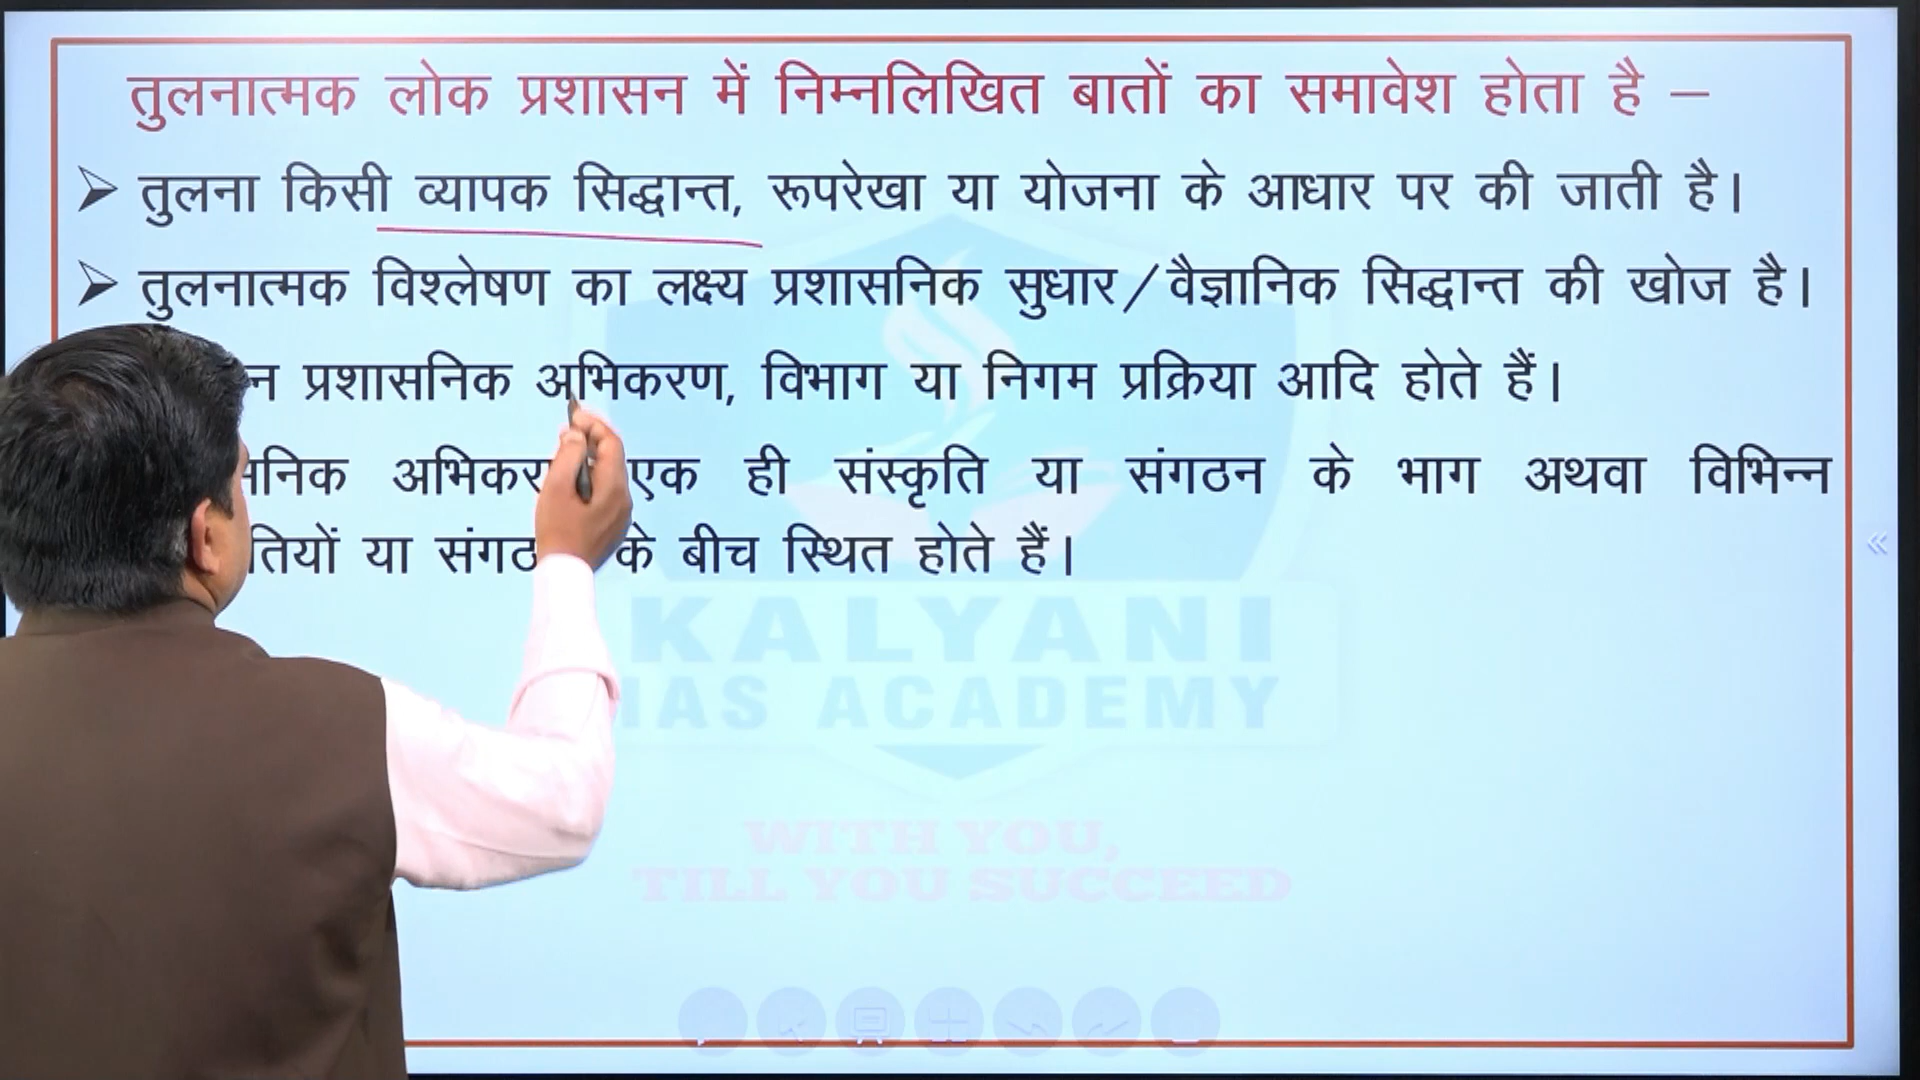 तुलनात्मक लोक प्रशासन में निम्नलिखित बातों का समावेश होता है –
➢ तुलना किसी व्यापक सिद्धान्त, रूपरेखा या योजना के आधार पर की जाती है।
➢ तुलनात्मक विश्लेषण का लक्ष्य प्रशासनिक सुधार/वैज्ञानिक सिद्धान्त की खोज है।
प्रशासनिक अभिकरण, विभाग या निगम प्रक्रिया आदि होते हैं।
एक ही संस्कृति या संगठन के भाग अथवा विभिन्न
या के बीच स्थित होते हैं।
KALYANI
IAS ACADEMY
WITH YOU,
TILL YOU SUCCEED